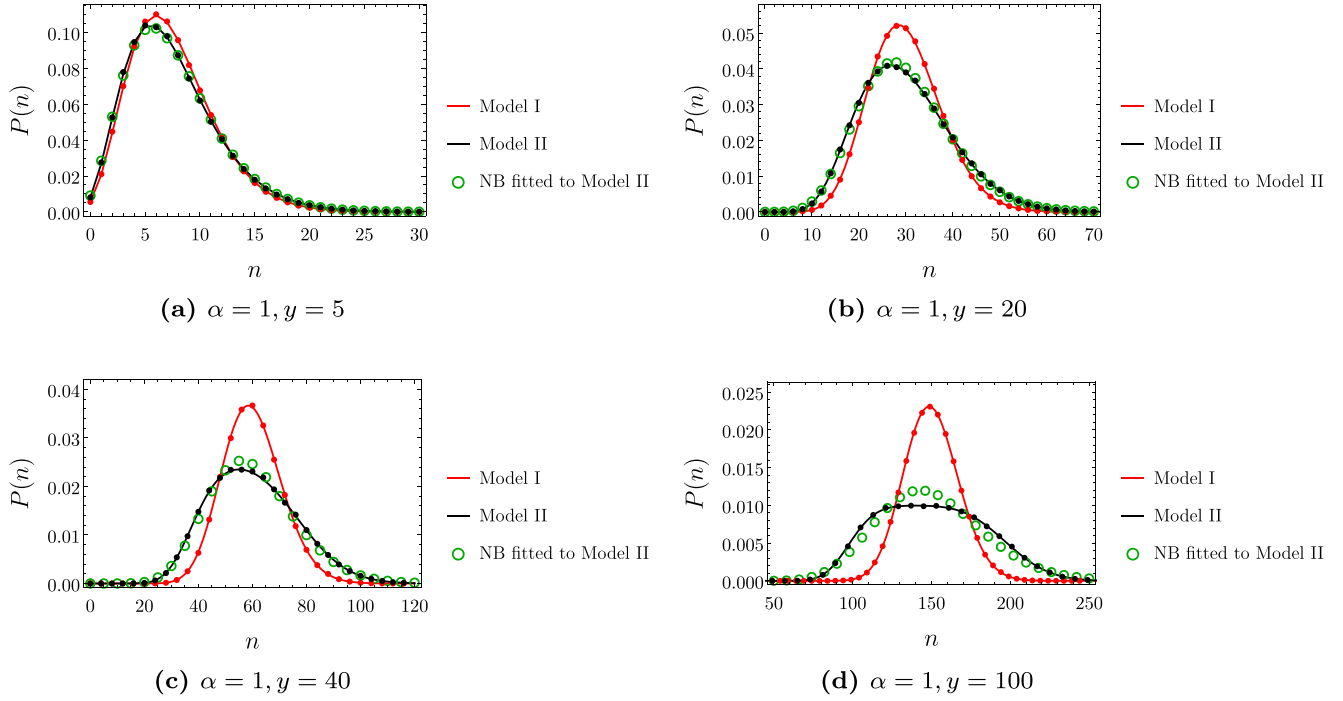 P(n)
0.10
0.08
0.06
0.04
0.02
0.00
0 5 10 15 20 25 30
n
Model I
Model II
NB fitted to Model II
(a) α = 1, y = 5
P(n)
0.05
0.04
0.03
0.02
0.01
0.00
0 10 20 30 40 50 60 70
n
Model I
Model II
NB fitted to Model II
(b) α = 1, y = 20
P(n)
0.04
0.03
0.02
0.01
0.00
0 20 40 60 80 100 120
n
Model I
Model II
NB fitted to Model II
(c) α = 1, y = 40
P(n)
0.025
0.020
0.015
0.010
0.005
0.000
50 100 150 200 250
n
Model I
Model II
NB fitted to Model II
(d) α = 1, y = 100